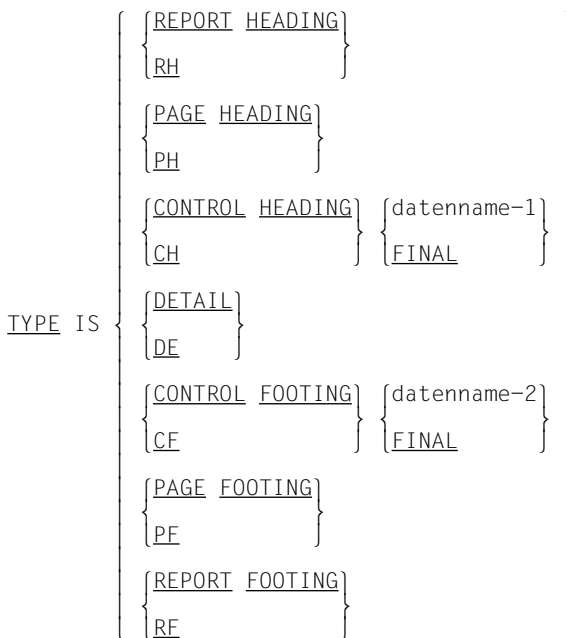 REPORT HEADING
RH
PAGE HEADING
PH
CONTROL HEADING datenname-1
CH FINAL
DETAIL
TYPE IS
DE
CONTROL FOOTING datenname-2
CF FINAL
PAGE FOOTING
PF
REPORT FOOTING
RF